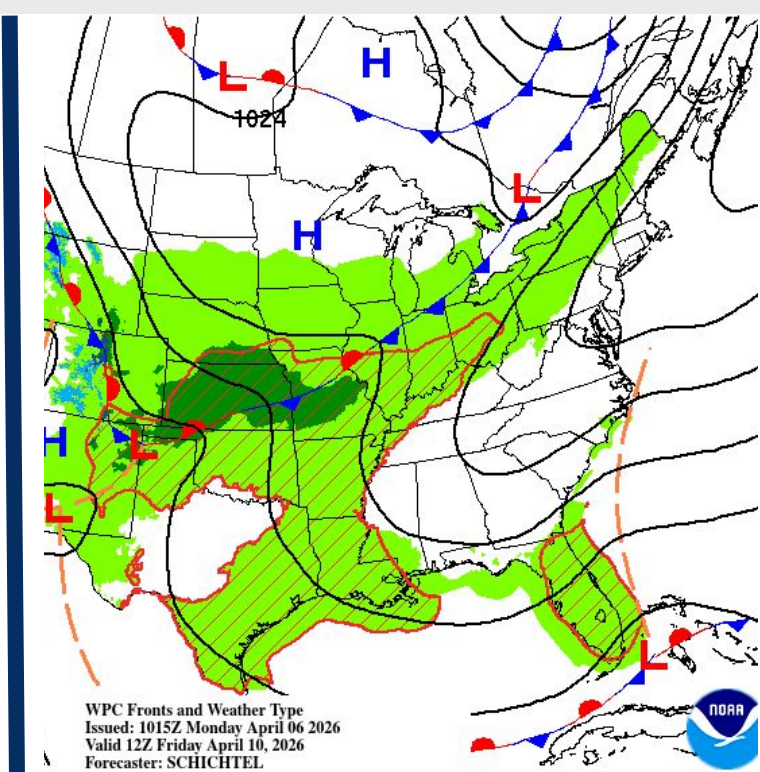 H
L
1024
L
H
H
L
L
L
WPC Fronts and Weather Type
Issued: 1015Z Monday April 06 2026
Valid 12Z Friday April 10, 2026
Forecaster: SCHICHTEL
NOAA